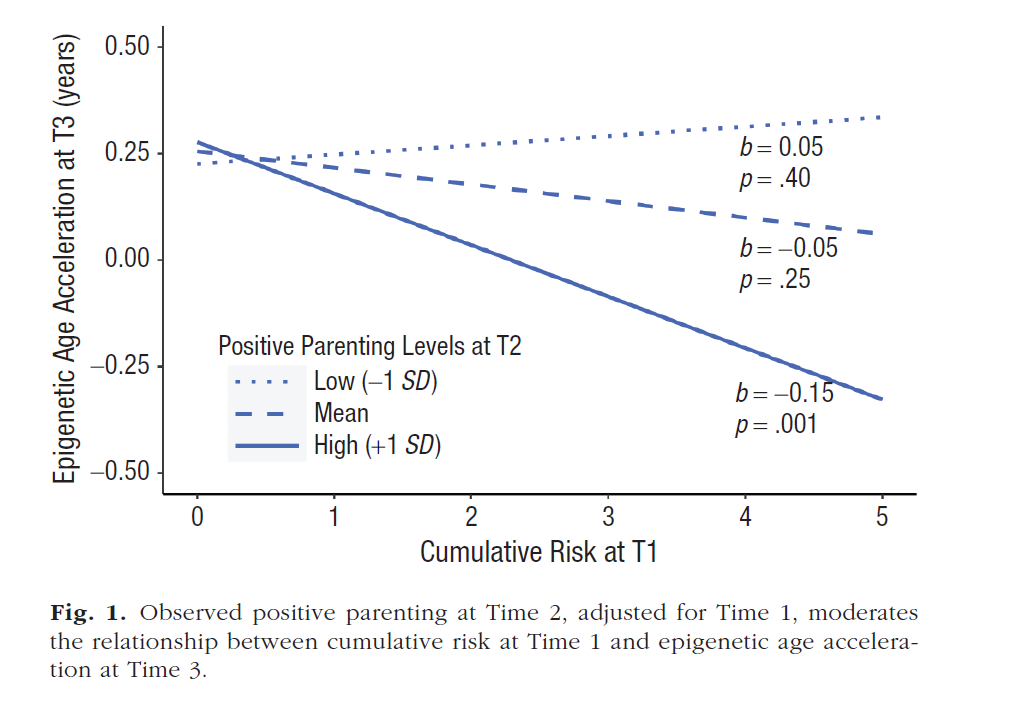 Epigenetic Age Acceleration at T3 (years)
0.50
0.25
0.00
−0.25
−0.50
b = 0.05
p = .40
b = −0.05
p = .25
b = −0.15
p = .001
Positive Parenting Levels at T2
Low (−1 SD)
Mean
High (+1 SD)
0 1 2 3 4 5
Cumulative Risk at T1
Fig. 1. Observed positive parenting at Time 2, adjusted for Time 1, moderates
the relationship between cumulative risk at Time 1 and epigenetic age accelera-
tion at Time 3.